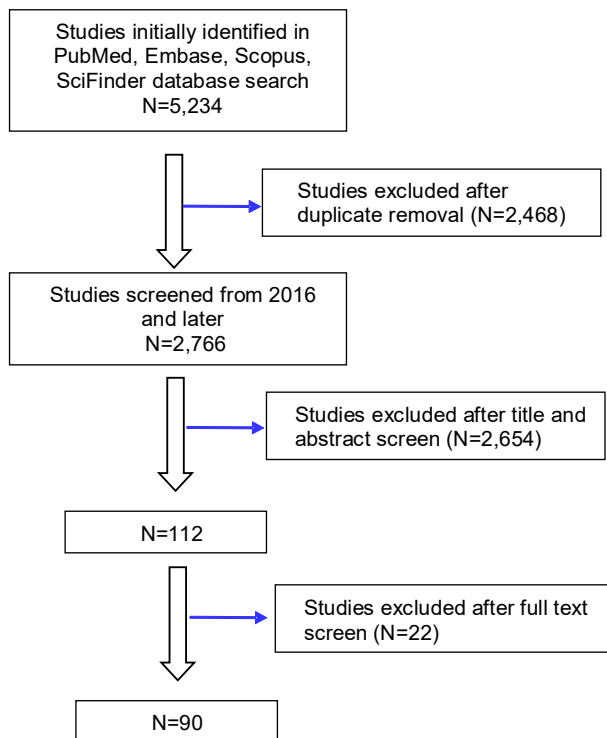 Studies initially identified in
PubMed, Embase, Scopus,
SciFinder database search
N=5,234
Studies excluded after
duplicate removal (N=2,468)
Studies screened from 2016
and later
N=2,766
Studies excluded after title and
abstract screen (N=2,654)
N=112
Studies excluded after full text
screen (N=22)
N=90